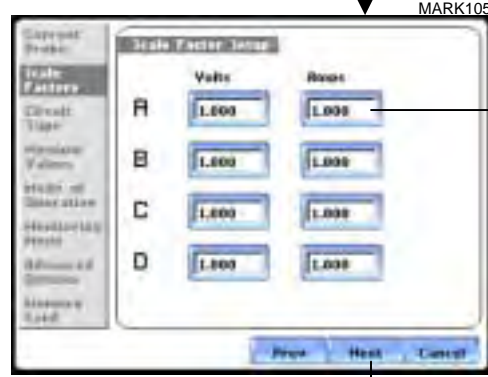 MARK105
Current
Probe
Scale
Factors
Circuit
Type
Nominal
Values
Mode of
Operation
Monitoring
Mode
Advanced
Options
Memory
Card
Scale Factor Setup
Volts Amps
A 1.000 1.000
B 1.000 1.000
C 1.000 1.000
D 1.000 1.000
Prev Next Cancel